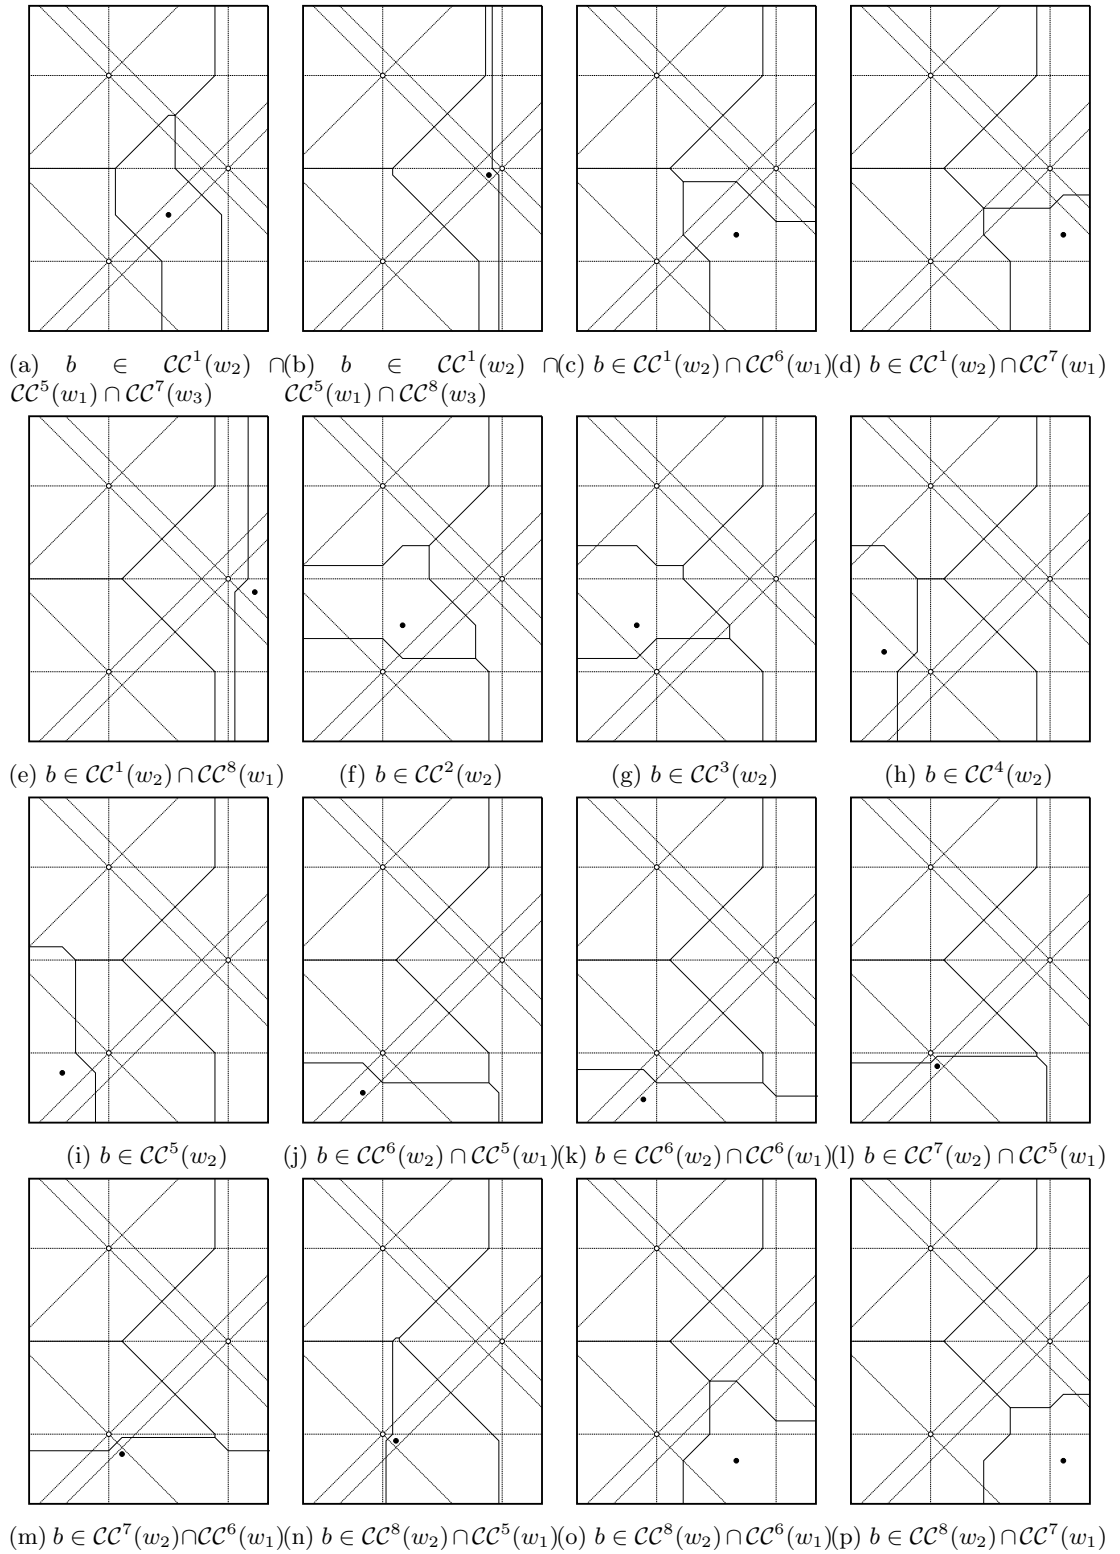 (a) b ∈ 𝒞𝒞¹(w₂) ∩
𝒞𝒞⁵(w₁) ∩ 𝒞𝒞⁷(w₃)
(b) b ∈ 𝒞𝒞¹(w₂) ∩
𝒞𝒞⁵(w₁) ∩ 𝒞𝒞⁸(w₃)
(c) b ∈ 𝒞𝒞¹(w₂) ∩ 𝒞𝒞⁶(w₁)
(d) b ∈ 𝒞𝒞¹(w₂) ∩ 𝒞𝒞⁷(w₁)
(e) b ∈ 𝒞𝒞¹(w₂) ∩ 𝒞𝒞⁸(w₁)
(f) b ∈ 𝒞𝒞²(w₂)
(g) b ∈ 𝒞𝒞³(w₂)
(h) b ∈ 𝒞𝒞⁴(w₂)
(i) b ∈ 𝒞𝒞⁵(w₂)
(j) b ∈ 𝒞𝒞⁶(w₂) ∩ 𝒞𝒞⁵(w₁)
(k) b ∈ 𝒞𝒞⁶(w₂) ∩ 𝒞𝒞⁶(w₁)
(l) b ∈ 𝒞𝒞⁷(w₂) ∩ 𝒞𝒞⁵(w₁)
(m) b ∈ 𝒞𝒞⁷(w₂)∩𝒞𝒞⁶(w₁)
(n) b ∈ 𝒞𝒞⁸(w₂) ∩ 𝒞𝒞⁵(w₁)
(o) b ∈ 𝒞𝒞⁸(w₂) ∩ 𝒞𝒞⁶(w₁)
(p) b ∈ 𝒞𝒞⁸(w₂) ∩ 𝒞𝒞⁷(w₁)